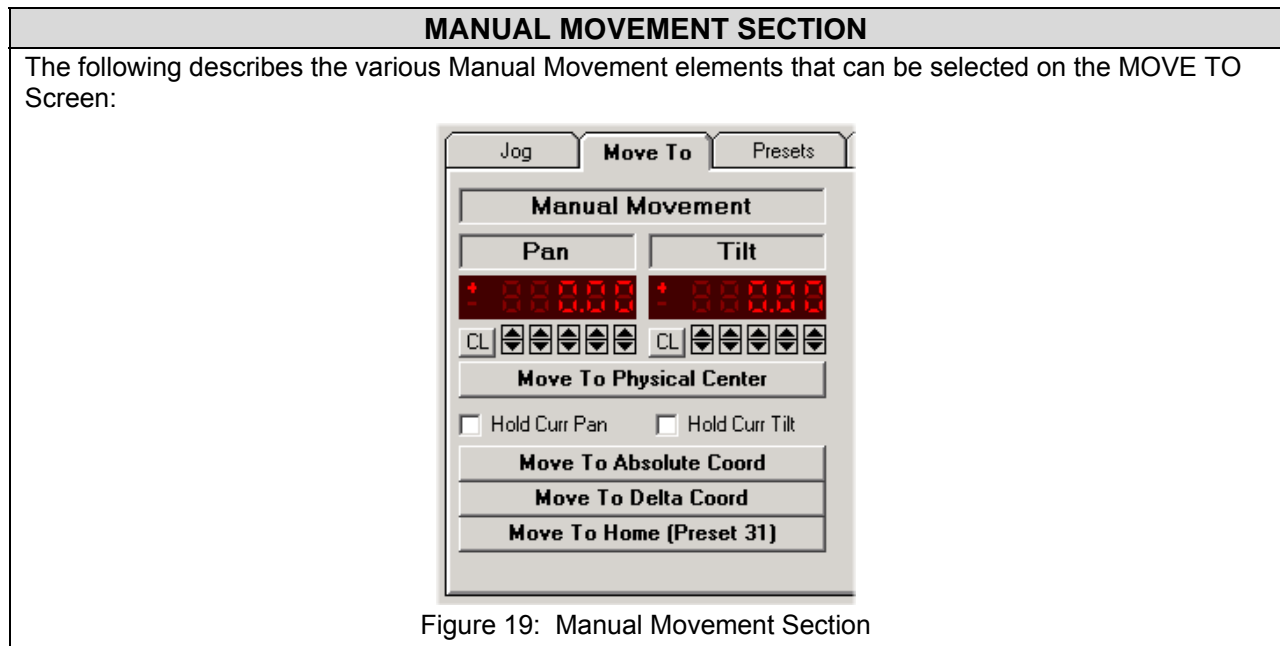 MANUAL MOVEMENT SECTION
The following describes the various Manual Movement elements that can be selected on the MOVE TO
Screen:
Jog Move To Presets
Manual Movement
Pan Tilt
+ - 0.00 + - 0.00
CL CL
Move To Physical Center
Hold Curr Pan Hold Curr Tilt
Move To Absolute Coord
Move To Delta Coord
Move To Home (Preset 31)
Figure 19: Manual Movement Section